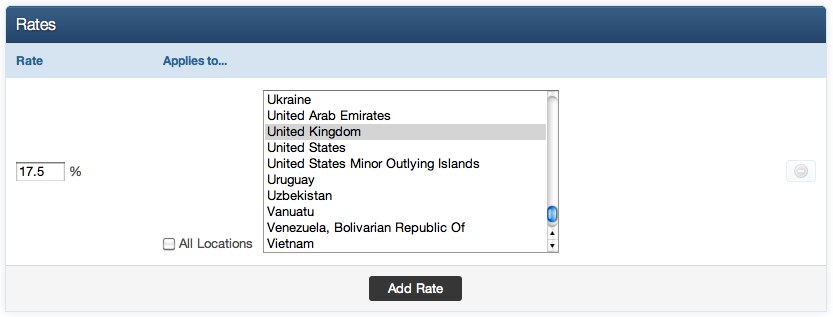 Rates
Rate Applies to...
Ukraine
United Arab Emirates
United Kingdom
United States
United States Minor Outlying Islands
17.5 %
Uruguay
Uzbekistan
Vanuatu
Venezuela, Bolivarian Republic Of
All Locations
Vietnam
Add Rate